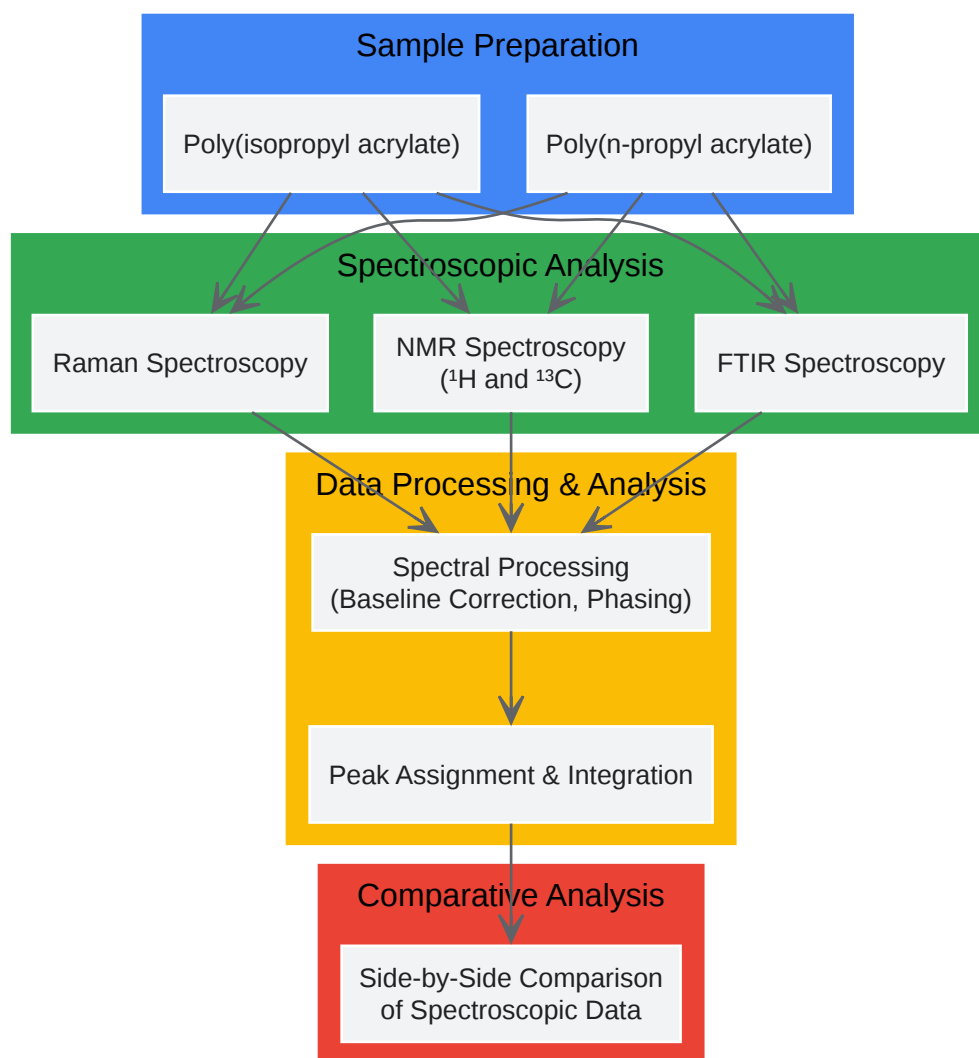 Sample Preparation
Poly(isopropyl acrylate)
Poly(n-propyl acrylate)
Spectroscopic Analysis
Raman Spectroscopy
NMR Spectroscopy
(¹H and ¹³C)
FTIR Spectroscopy
Data Processing & Analysis
Spectral Processing
(Baseline Correction, Phasing)
Peak Assignment & Integration
Comparative Analysis
Side-by-Side Comparison
of Spectroscopic Data